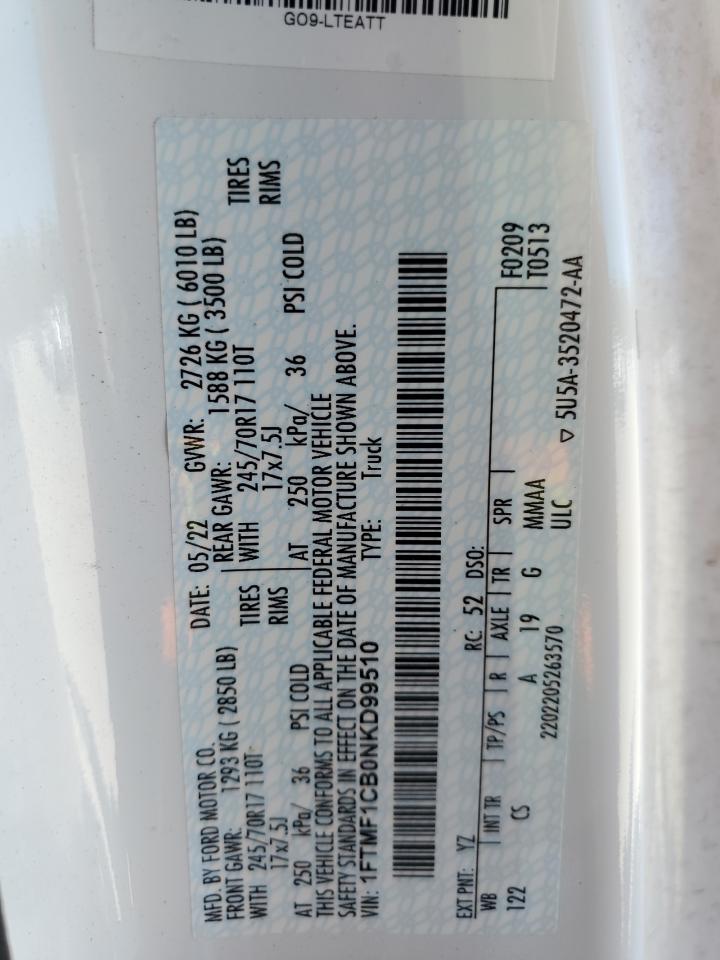 GO9-LTEATT
MFD. BY FORD MOTOR CO.
DATE: 05/22 GVWR: 2726 KG ( 6010 LB)
FRONT GAWR: 1293 KG ( 2850 LB) REAR GAWR: 1588 KG ( 3500 LB)
WITH 245/70R17 110T TIRES WITH 245/70R17 110T TIRES
17x7.5J RIMS 17x7.5J RIMS
AT 250 kPa/ 36 PSI COLD AT 250 kPa/ 36 PSI COLD
THIS VEHICLE CONFORMS TO ALL APPLICABLE FEDERAL MOTOR VEHICLE
SAFETY STANDARDS IN EFFECT ON THE DATE OF MANUFACTURE SHOWN ABOVE.
VIN: 1FTMF1CB0NKD99510 TYPE: Truck
EXT PNT: YZ RC: 52 DSO: F0209
WB INT TR TP/PS R AXLE TR SPR T0513
122 CS A 19 G MMAA
2202205263570 ULC ▽ 5U5A-3520472-AA